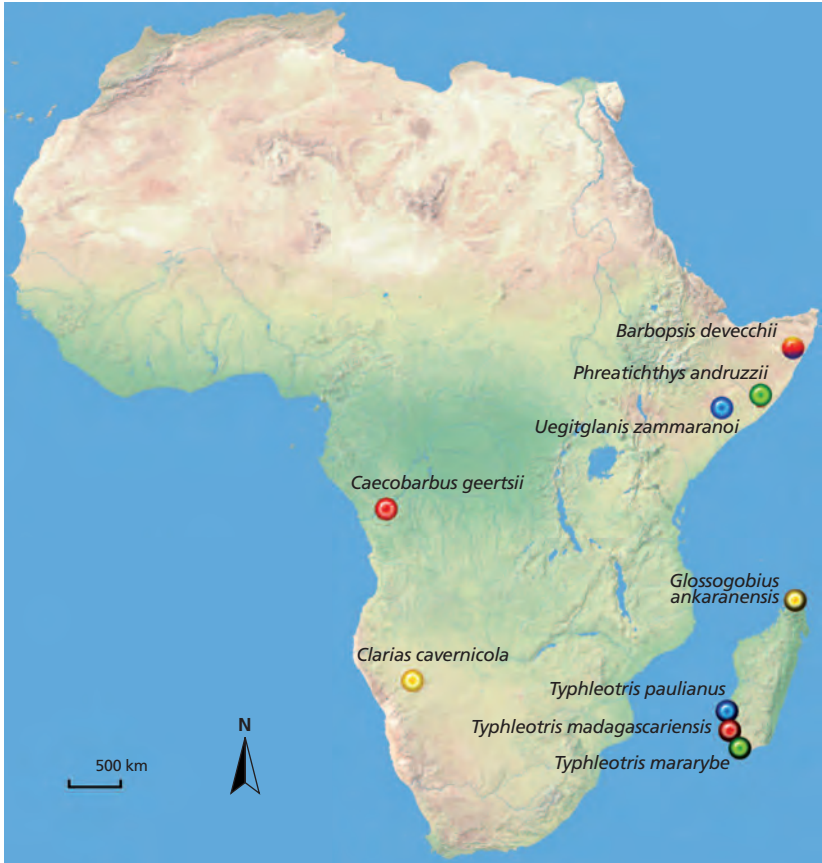 Barbopsis devecchii
Phreatichthys andruzzii
Uegitglanis zammaranoi
Caecobarbus geertsii
Glossogobius
ankaranensis
Clarias cavernicola
Typhleotris paulianus
Typhleotris madagascariensis
Typhleotris mararybe
N
500 km